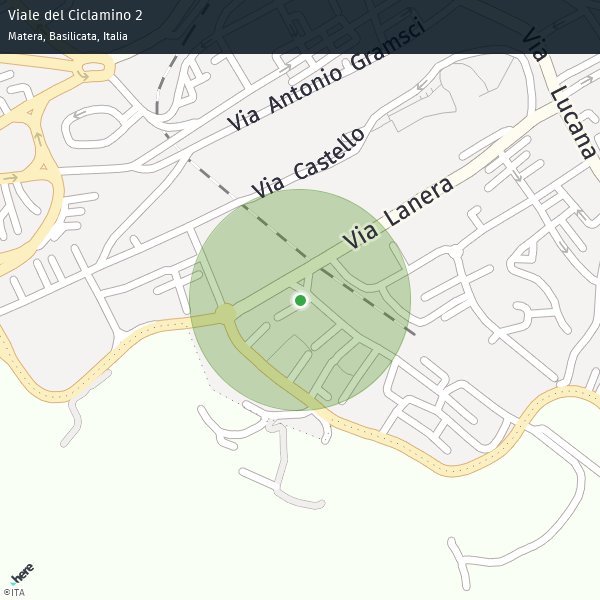 Viale del Ciclamino 2
Matera, Basilicata, Italia
Via Antonio Gramsci
Via Lucana
Via Castello
Via Lanera
here
©ITA